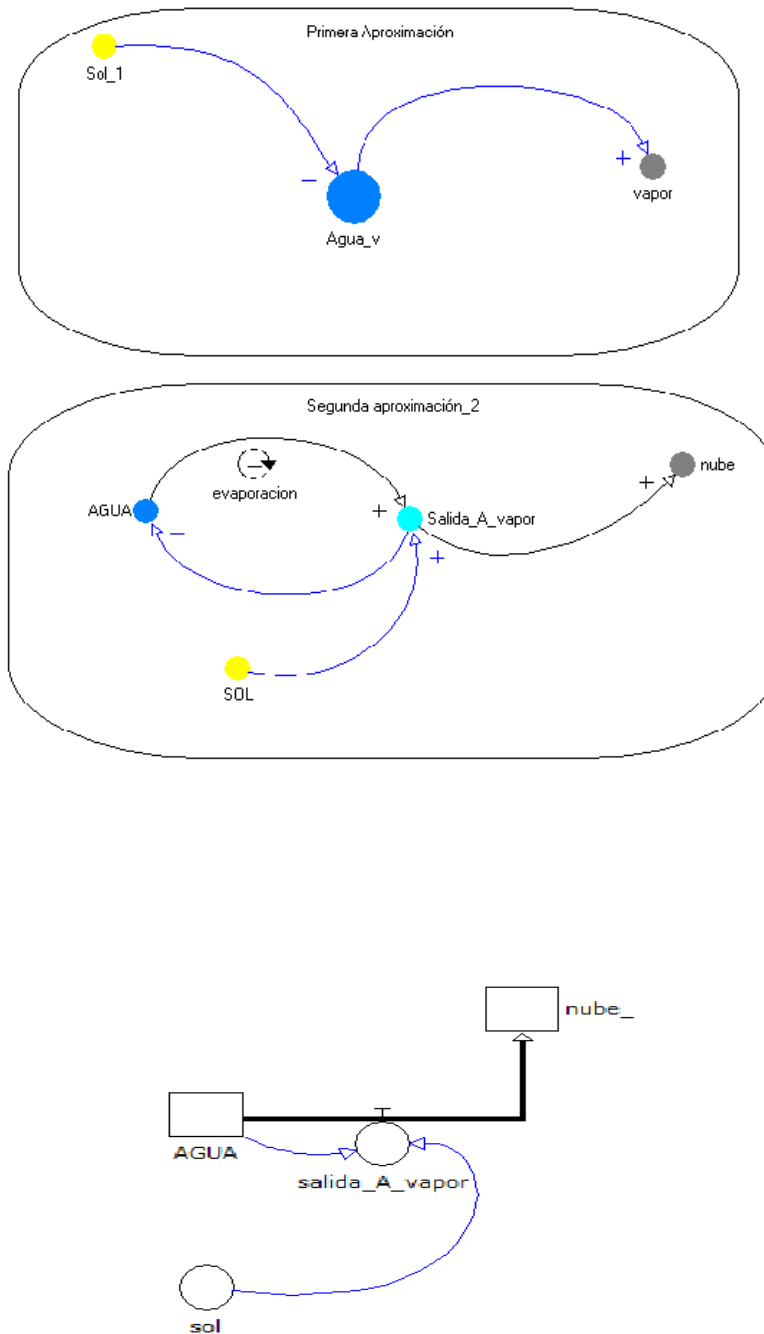 Primera Aproximación
Sol_1
−
+
vapor
Agua_v
Segunda aproximación_2
nube
−
+
evaporacion
AGUA
+
Salida_A_vapor
−
+
SOL
nube_
AGUA
salida_A_vapor
sol